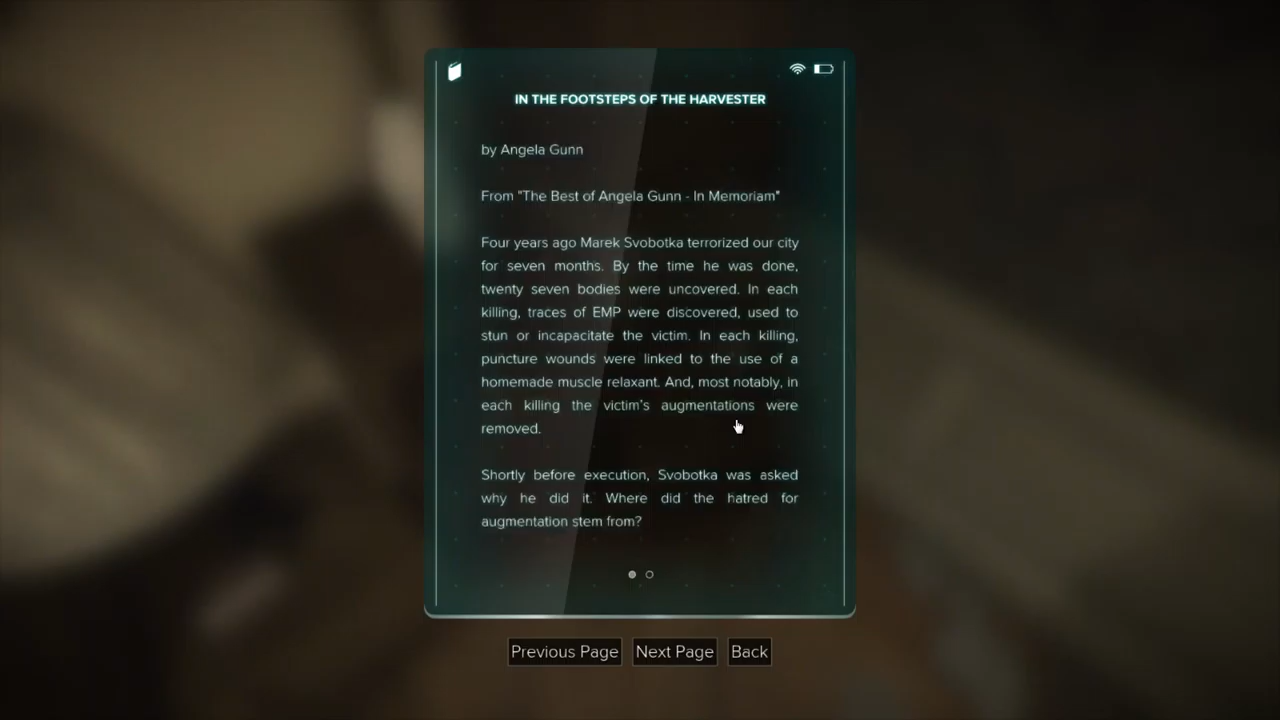 IN THE FOOTSTEPS OF THE HARVESTER
by Angela Gunn
From "The Best of Angela Gunn - In Memoriam"
Four years ago Marek Svobotka terrorized our city
for seven months. By the time he was done,
twenty seven bodies were uncovered. In each
killing, traces of EMP were discovered, used to
stun or incapacitate the victim. In each killing,
puncture wounds were linked to the use of a
homemade muscle relaxant. And, most notably, in
each killing the victim's augmentations were
removed.
Shortly before execution, Svobotka was asked
why he did it. Where did the hatred for
augmentation stem from?
Previous Page Next Page Back